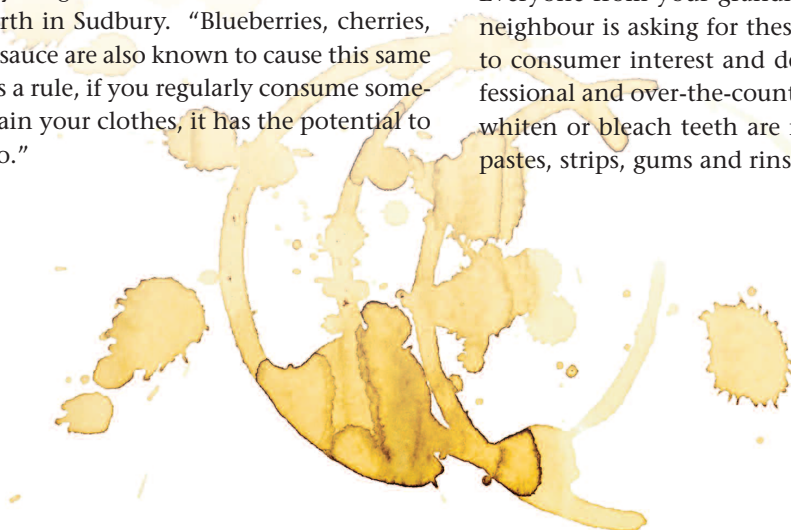 rth in Sudbury. “Blueberries, cherries,
sauce are also known to cause this same
s a rule, if you regularly consume some-
ain your clothes, it has the potential to
o.”
neighbour is asking for thes
to consumer interest and de
fessional and over-the-count
whiten or bleach teeth are
pastes, strips, gums and rins